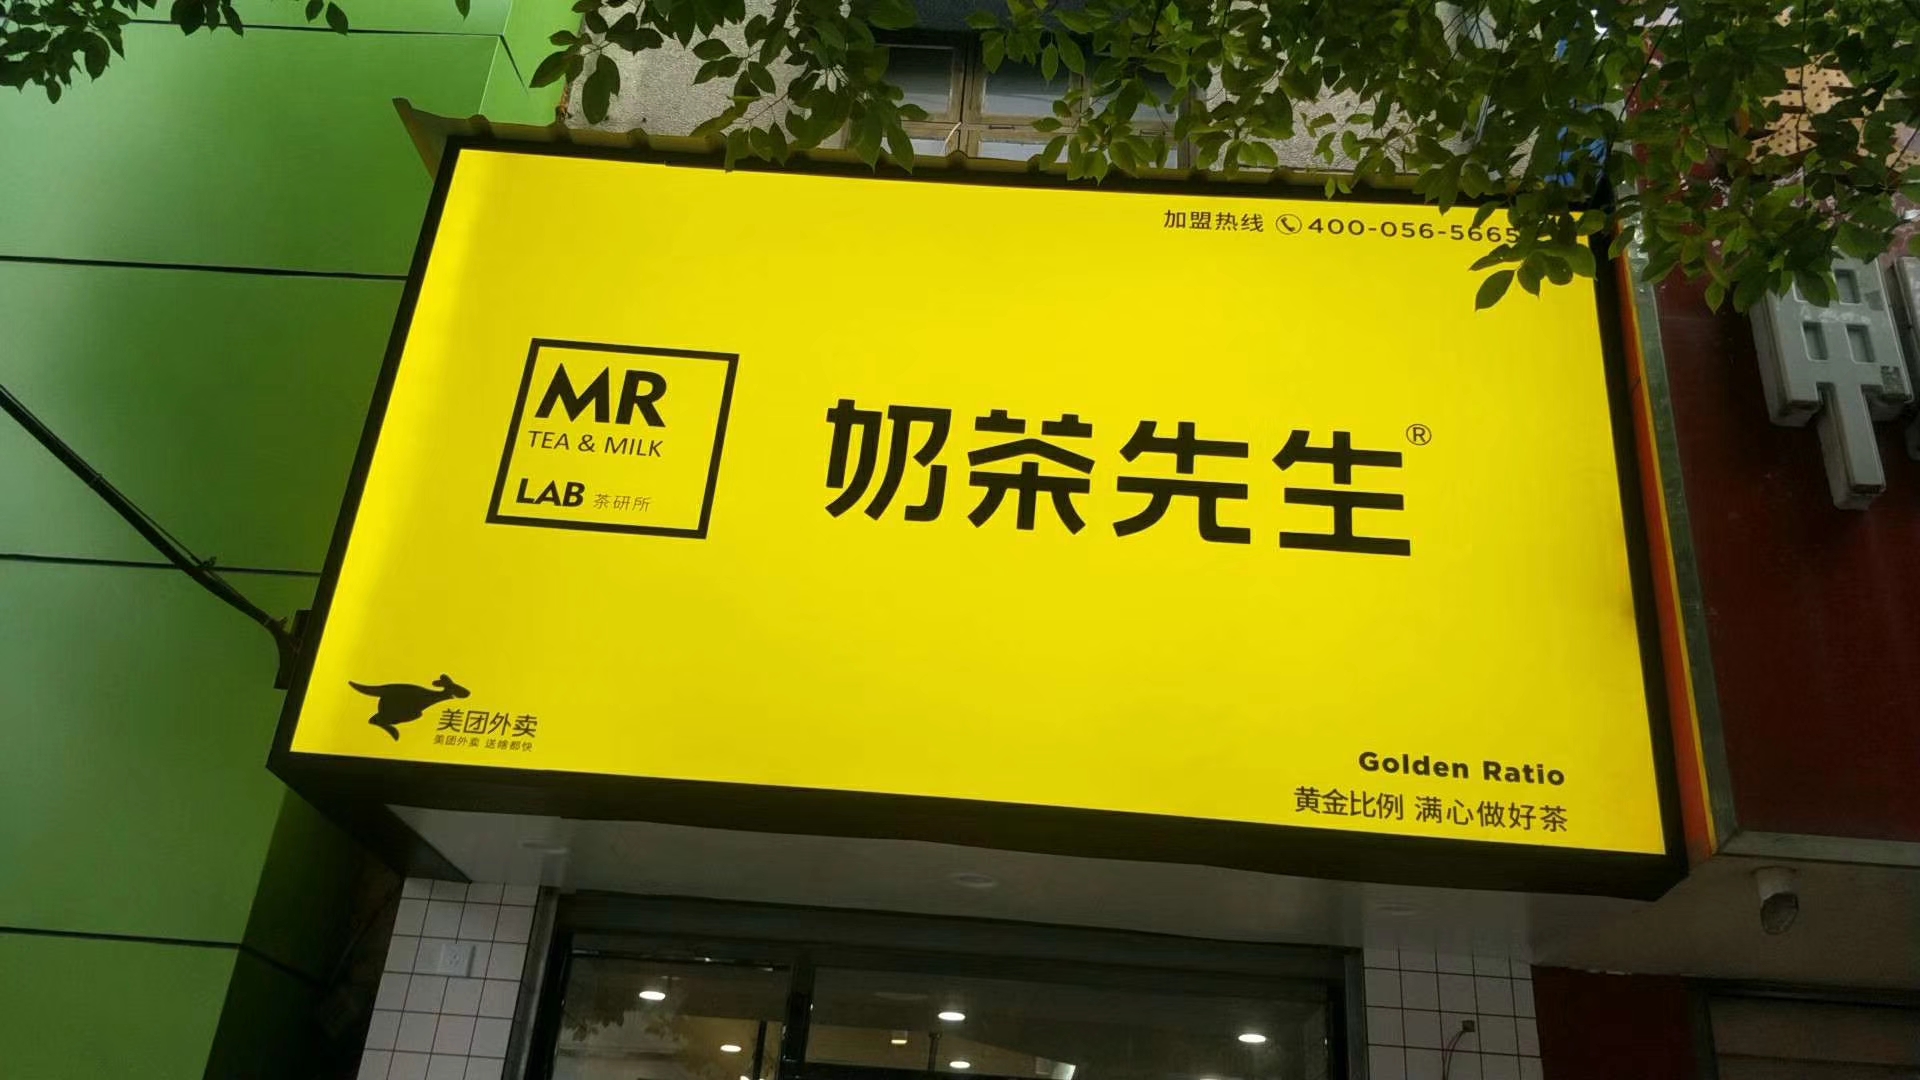 加盟热线 400-056-5665
MR
TEA & MILK
LAB 茶研所
奶茶先生®
美团外卖
美团外卖 送啥都快
Golden Ratio
黄金比例 满心做好茶